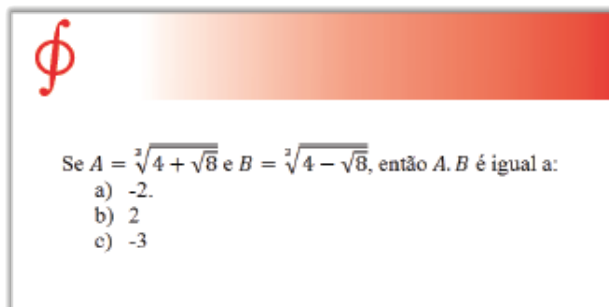 Se A = ∛(4 + √8) e B = ∛(4 − √8), então A. B é igual a:
a) -2.
b) 2
c) -3